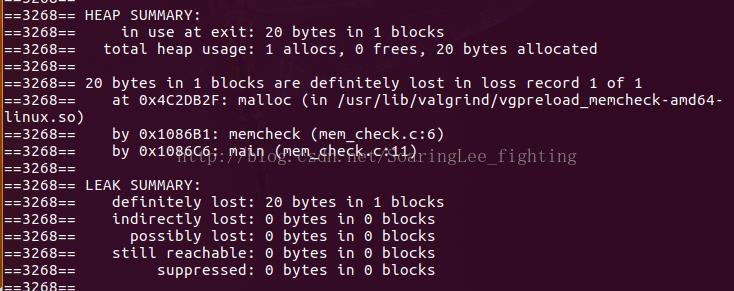 ==3268== HEAP SUMMARY:
==3268==     in use at exit: 20 bytes in 1 blocks
==3268==   total heap usage: 1 allocs, 0 frees, 20 bytes allocated
==3268==
==3268== 20 bytes in 1 blocks are definitely lost in loss record 1 of 1
==3268==    at 0x4C2DB2F: malloc (in /usr/lib/valgrind/vgpreload_memcheck-amd64-
linux.so)
==3268==    by 0x1086B1: memcheck (mem_check.c:6)
==3268==    by 0x1086C6: main (mem_check.c:11)
http://blog.csdn.net/SoaringLee_fighting
==3268==
==3268== LEAK SUMMARY:
==3268==    definitely lost: 20 bytes in 1 blocks
==3268==    indirectly lost: 0 bytes in 0 blocks
==3268==      possibly lost: 0 bytes in 0 blocks
==3268==    still reachable: 0 bytes in 0 blocks
==3268==         suppressed: 0 bytes in 0 blocks
==3268==